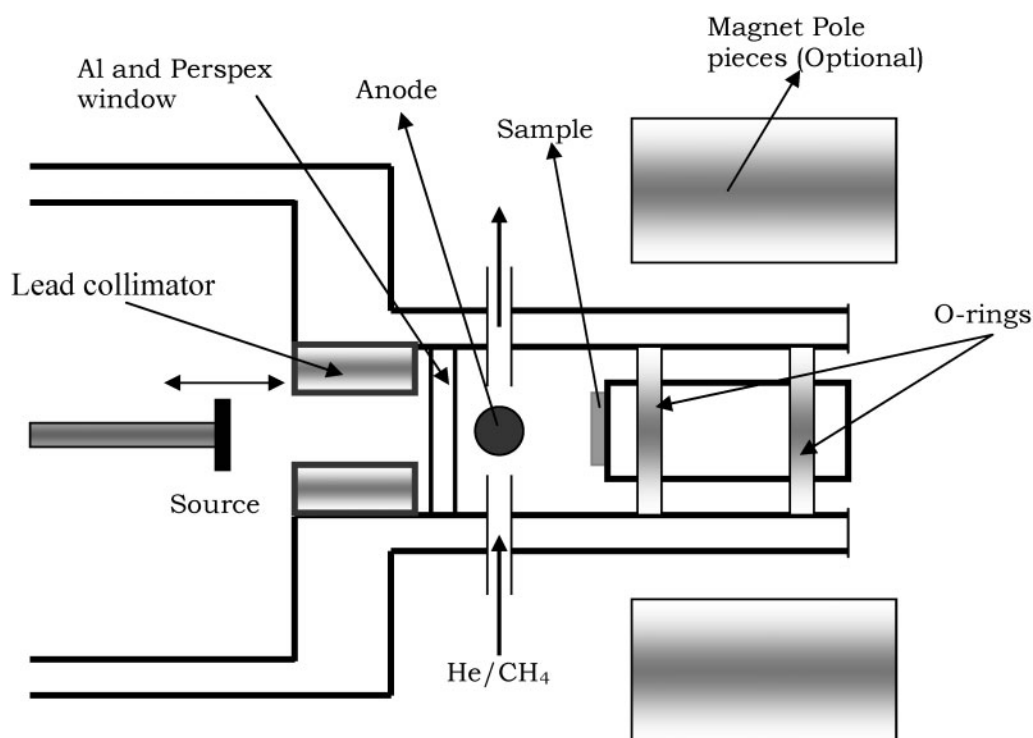 Magnet Pole
pieces (Optional)
Al and Perspex
window
Anode
Sample
Lead collimator
O-rings
Source
He/CH₄